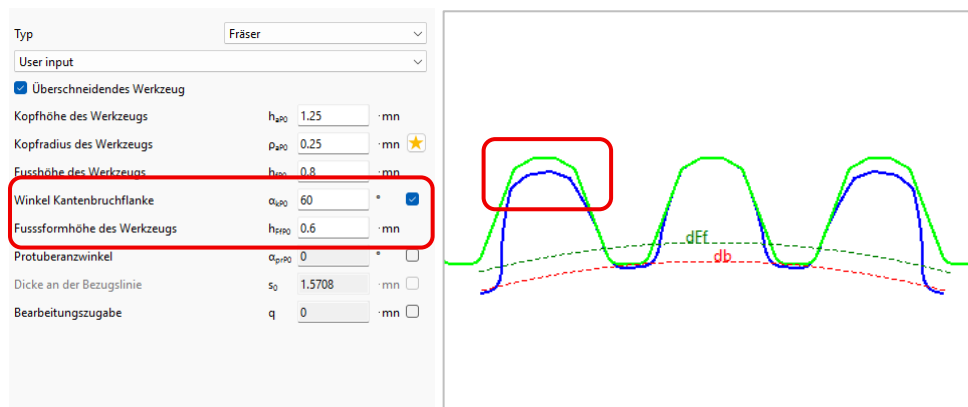 Typ Fräser
User input
Überschneidendes Werkzeug
Kopfhöhe des Werkzeugs haP0 1.25 ·mn
Kopfradius des Werkzeugs ρaP0 0.25 ·mn
Fusshöhe des Werkzeugs hfP0 0.8 ·mn
Winkel Kantenbruchflanke αkP0 60 °
Fussformhöhe des Werkzeugs hFfP0 0.6 ·mn
Protuberanzwinkel αprP0 0 °
Dicke an der Bezugslinie s0 1.5708 ·mn
Bearbeitungszugabe q 0 ·mn
dEf
db